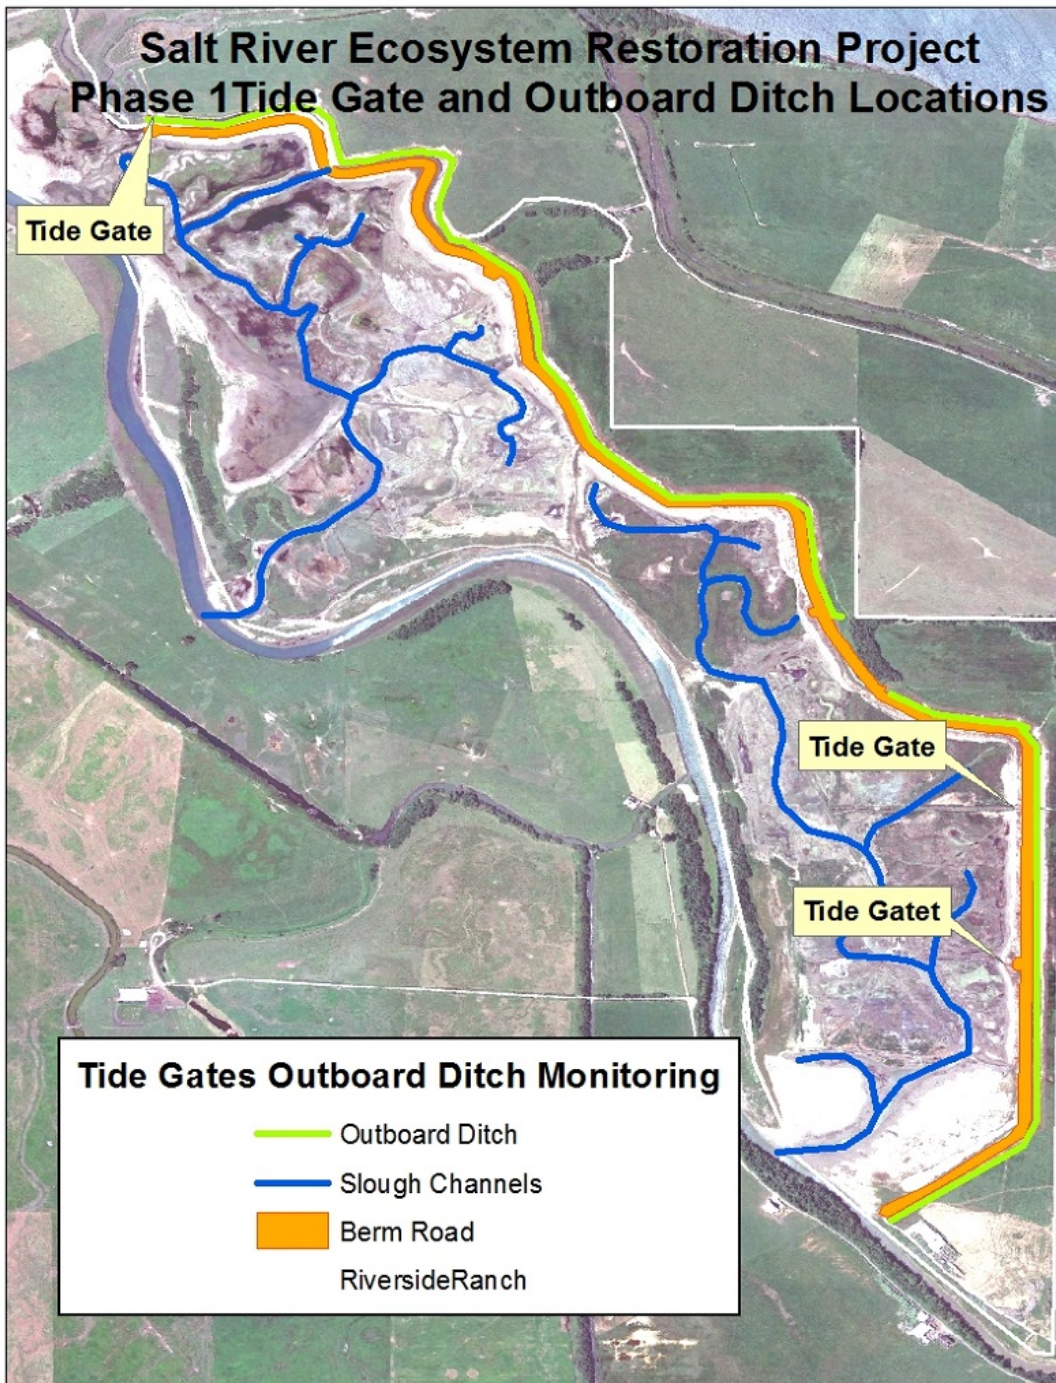 Salt River Ecosystem Restoration Project
Phase 1Tide Gate and Outboard Ditch Locations
Tide Gate
Tide Gate
Tide Gatet
Tide Gates Outboard Ditch Monitoring
Outboard Ditch
Slough Channels
Berm Road
RiversideRanch